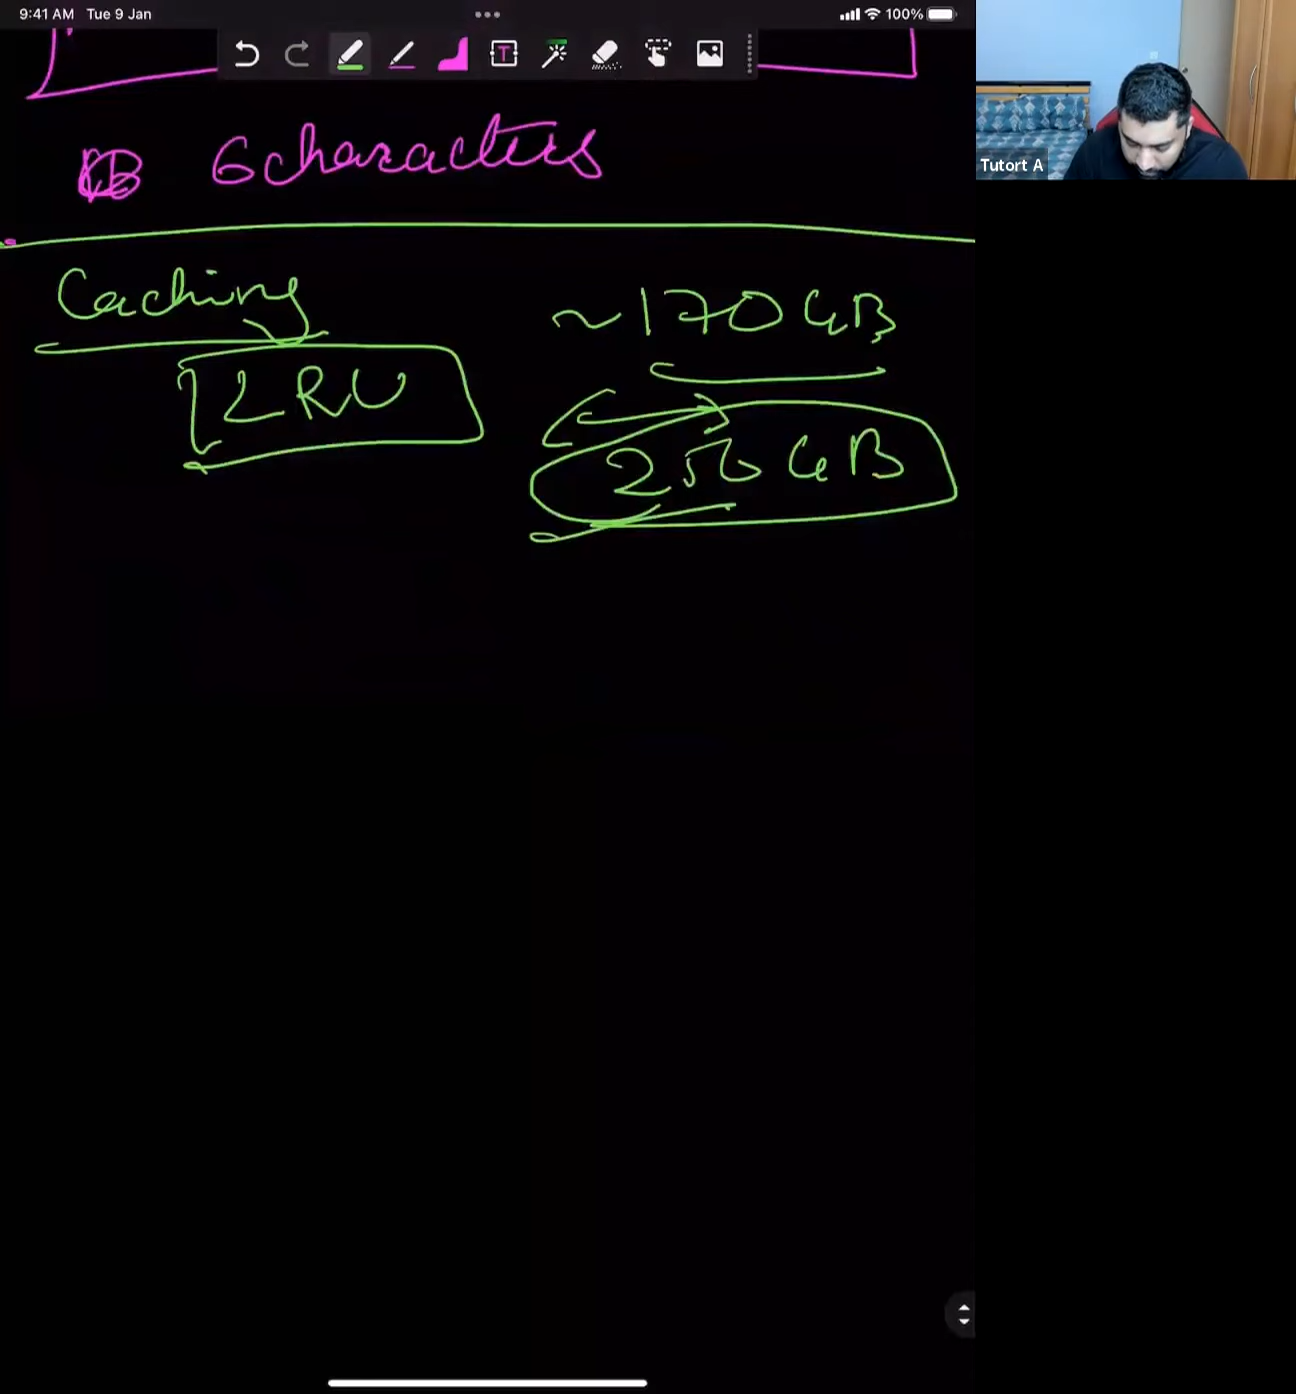 9:41 AM Tue 9 Jan
100%
T
6 characters
Tutort A
Caching
~170 GB
LRU
256 GB